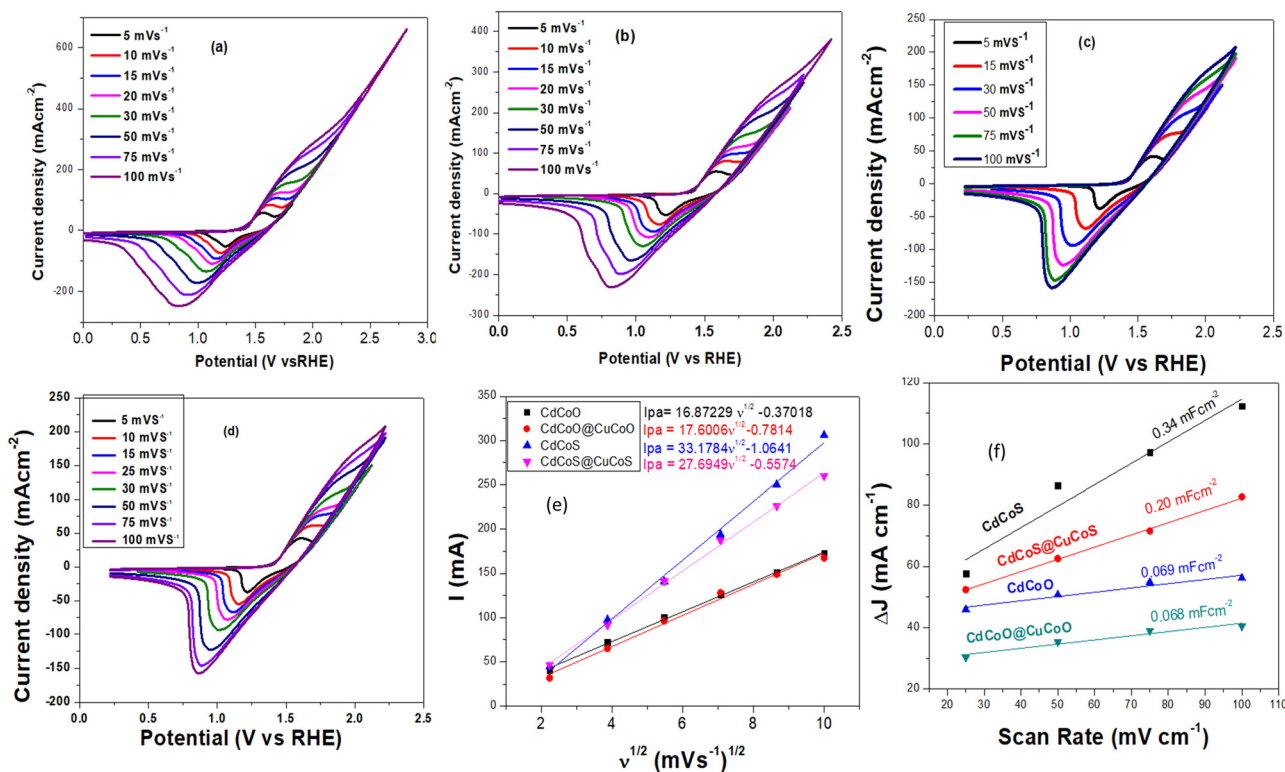 (a)
5 mVs⁻¹
10 mVs⁻¹
15 mVs⁻¹
20 mVs⁻¹
30 mVs⁻¹
50 mVs⁻¹
75 mVs⁻¹
100 mVs⁻¹
Current density (mAcm⁻²)
600
400
200
0
-200
0.0 0.5 1.0 1.5 2.0 2.5 3.0
Potential (V vsRHE)
(b)
5 mVs⁻¹
10 mVs⁻¹
15 mVs⁻¹
20 mVs⁻¹
30 mVs⁻¹
50 mVs⁻¹
75 mVs⁻¹
100 mVs⁻¹
Current density (mAcm⁻²)
400
300
200
100
0
-100
-200
-300
0.0 0.5 1.0 1.5 2.0 2.5
Potential (V vs RHE)
(c)
5 mVS⁻¹
15 mVS⁻¹
30 mVS⁻¹
50 mVS⁻¹
75 mVS⁻¹
100 mVS⁻¹
Current density (mAcm⁻²)
250
200
150
100
50
0
-50
-100
-150
-200
0.0 0.5 1.0 1.5 2.0 2.5
Potential (V vs RHE)
(d)
5 mVS⁻¹
10 mVS⁻¹
15 mVS⁻¹
25 mVS⁻¹
30 mVS⁻¹
50 mVS⁻¹
75 mVS⁻¹
100 mVS⁻¹
Current density (mAcm⁻²)
250
200
150
100
50
0
-50
-100
-150
-200
0.0 0.5 1.0 1.5 2.0 2.5
Potential (V vs RHE)
(e)
CdCoO Ipa= 16.87229 ν^1/2 -0.37018
CdCoO@CuCoO Ipa = 17.6006ν^1/2 -0.7814
CdCoS Ipa = 33.1784ν^1/2 -1.0641
CdCoS@CuCoS Ipa = 27.6949ν^1/2 -0.5574
I (mA)
350
300
250
200
150
100
50
0
2 4 6 8 10
ν^1/2 (mVs⁻¹)^1/2
(f)
0.34 mFcm⁻²
CdCoS
0.20 mFcm⁻²
CdCoS@CuCoS
0.069 mFcm⁻²
CdCoO
0.068 mFcm⁻²
CdCoO@CuCoO
ΔJ (mA cm⁻¹)
120
100
80
60
40
20
20 30 40 50 60 70 80 90 100 110
Scan Rate (mV cm⁻¹)